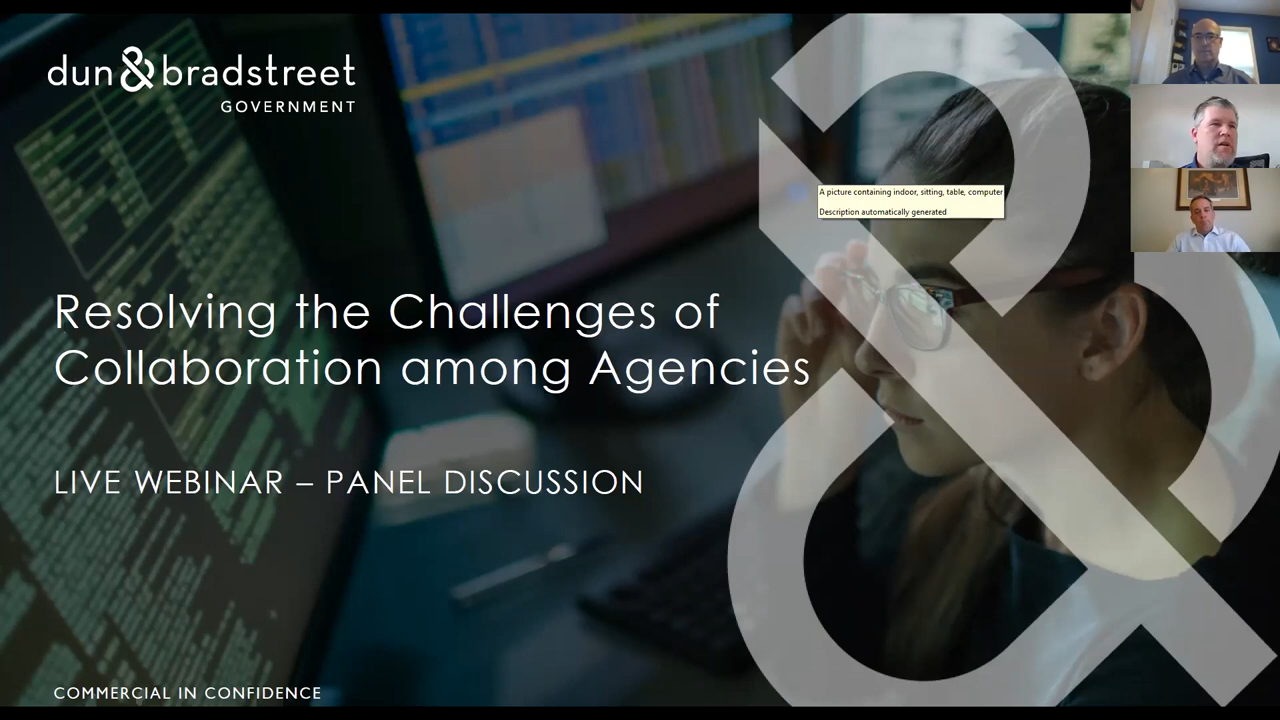 dun & bradstreet
GOVERNMENT
A picture containing indoor, sitting, table, computer
Description automatically generated
Resolving the Challenges of
Collaboration among Agencies
LIVE WEBINAR – PANEL DISCUSSION
COMMERCIAL IN CONFIDENCE